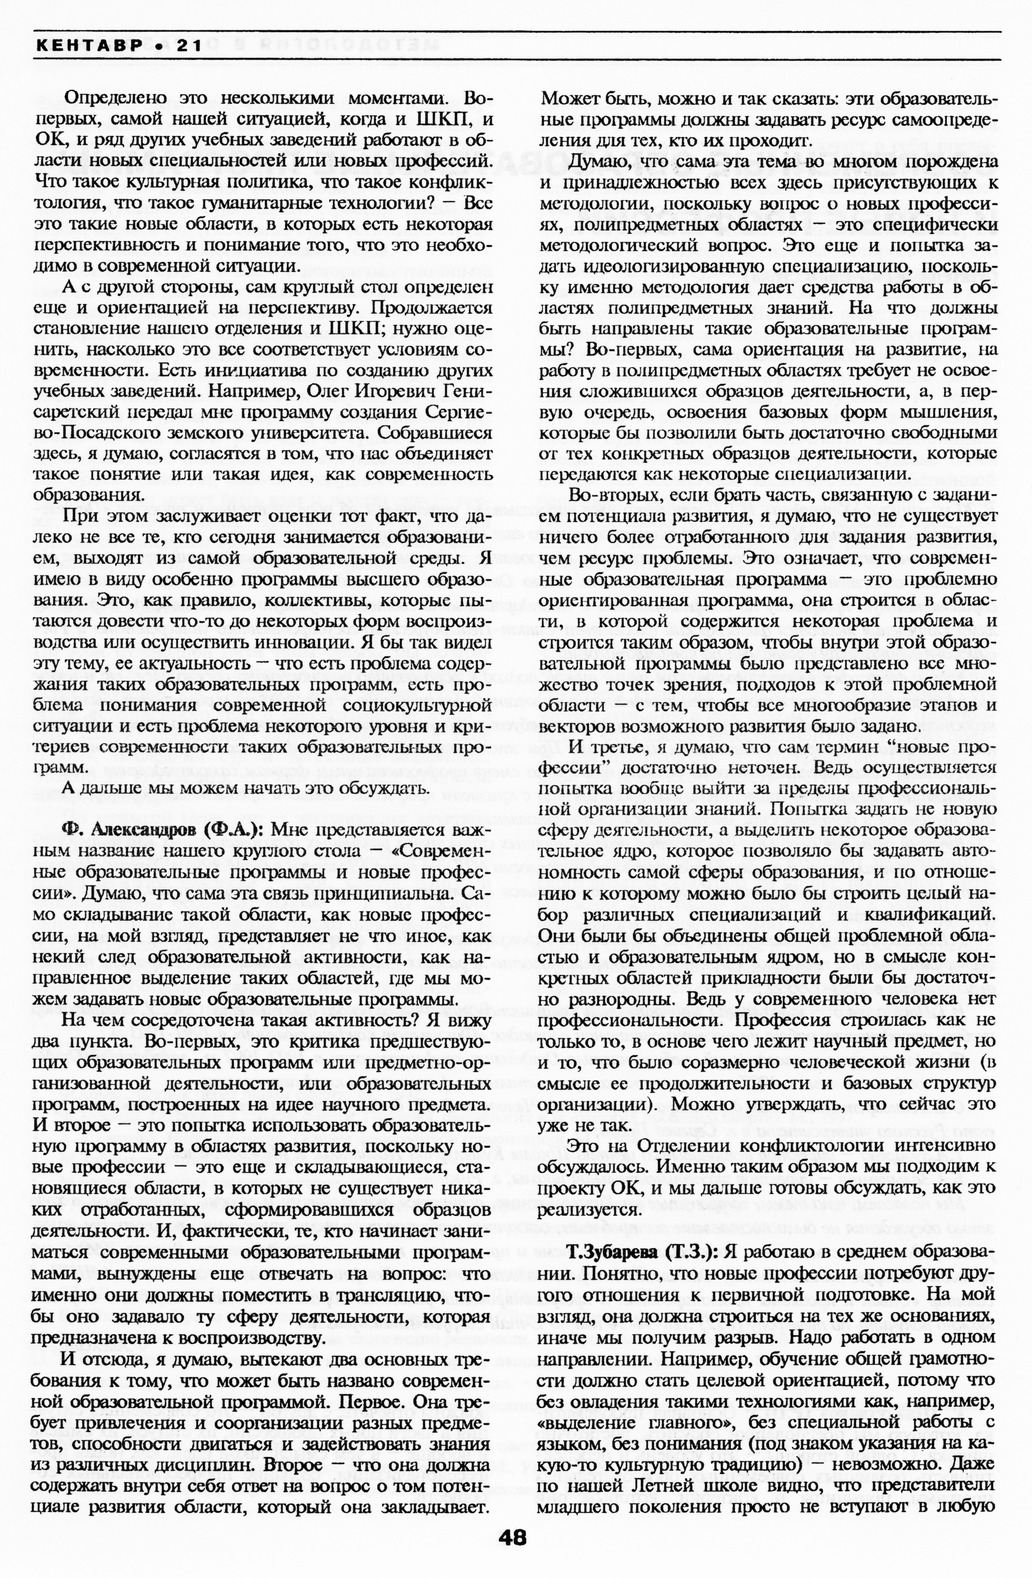 КЕНТАВР • 21
Определено это несколькими моментами. Во-
первых, самой нашей ситуацией, когда и ШКП, и
ОК, и ряд других учебных заведений работают в об-
ласти новых специальностей или новых профессий.
Что такое культурная политика, что такое конфлик-
тология, что такое гуманитарные технологии? — Все
это такие новые области, в которых есть некоторая
перспективность и понимание того, что это необхо-
димо в современной ситуации.
А с другой стороны, сам круглый стол определен
еще и ориентацией на перспективу. Продолжается
становление нашего отделения и ШКП; нужно оце-
нить, насколько это все соответствует условиям со-
временности. Есть инициатива по созданию других
учебных заведений. Например, Олег Игоревич Гени-
саретский передал мне программу создания Сергие-
во-Посадского земского университета. Собравшиеся
здесь, я думаю, согласятся в том, что нас объединяет
такое понятие или такая идея, как современность
образования.
При этом заслуживает оценки тот факт, что да-
леко не все те, кто сегодня занимается образовани-
ем, выходят из самой образовательной среды. Я
имею в виду особенно программы высшего образо-
вания. Это, как правило, коллективы, которые пы-
таются довести что-то до некоторых форм воспроиз-
водства или осуществить инновации. Я бы так видел
эту тему, ее актуальность — что есть проблема содер-
жания таких образовательных программ, есть про-
блема понимания современной социокультурной
ситуации и есть проблема некоторого уровня и кри-
териев современности таких образовательных про-
грамм.
А дальше мы можем начать это обсуждать.
Ф. Александров (Ф.А.): Мне представляется важ-
ным название нашего круглого стола — «Современ-
ные образовательные программы и новые профес-
сии». Думаю, что сама эта связь принципиальна. Са-
мо складывание такой области, как новые профес-
сии, на мой взгляд, представляет не что иное, как
некий след образовательной активности, как на-
правленное выделение таких областей, где мы мо-
жем задавать новые образовательные программы.
На чем сосредоточена такая активность? Я вижу
два пункта. Во-первых, это критика предшествую-
щих образовательных программ или предметно-ор-
ганизованной деятельности, или образовательных
программ, построенных на идее научного предмета.
И второе — это попытка использовать образователь-
ную программу в областях развития, поскольку но-
вые профессии — это еще и складывающиеся, ста-
новящиеся области, в которых не существует ника-
ких отработанных, сформировавшихся образцов
деятельности. И, фактически, те, кто начинает зани-
маться современными образовательными програм-
мами, вынуждены еще отвечать на вопрос: что
именно они должны поместить в трансляцию, что-
бы оно задавало ту сферу деятельности, которая
предназначена к воспроизводству.
И отсюда, я думаю, вытекают два основных тре-
бования к тому, что может быть названо современ-
ной образовательной программой. Первое. Она тре-
бует привлечения и соорганизации разных предме-
тов, способности двигаться и задействовать знания
из различных дисциплин. Второе — что она должна
содержать внутри себя ответ на вопрос о том потен-
циале развития области, который она закладывает.
Может быть, можно и так сказать: эти образователь-
ные программы должны задавать ресурс самоопреде-
ления для тех, кто их проходит.
Думаю, что сама эта тема во многом порождена
и принадлежностью всех здесь присутствующих к
методологии, поскольку вопрос о новых професси-
ях, полипредметных областях — это специфически
методологический вопрос. Это еще и попытка за-
дать идеологизированную специализацию, посколь-
ку именно методология дает средства работы в об-
ластях полипредметных знаний. На что должны
быть направлены такие образовательные програм-
мы? Во-первых, сама ориентация на развитие, на
работу в полипредметных областях требует не освое-
ния сложившихся образцов деятельности, а, в пер-
вую очередь, освоения базовых форм мышления,
которые бы позволили быть достаточно свободными
от тех конкретных образцов деятельности, которые
передаются как некоторые специализации.
Во-вторых, если брать часть, связанную с задани-
ем потенциала развития, я думаю, что не существует
ничего более отработанного для задания развития,
чем ресурс проблемы. Это означает, что современ-
ные образовательная программа — это проблемно
ориентированная программа, она строится в облас-
ти, в которой содержится некоторая проблема и
строится таким образом, чтобы внутри этой образо-
вательной программы было представлено все мно-
жество точек зрения, подходов к этой проблемной
области — с тем, чтобы все многообразие этапов и
векторов возможного развития было задано.
И третье, я думаю, что сам термин “новые про-
фессии” достаточно неточен. Ведь осуществляется
попытка вообще выйти за пределы профессиональ-
ной организации знаний. Попытка задать не новую
сферу деятельности, а выделить некоторое образова-
тельное ядро, которое позволяло бы задавать авто-
номность самой сферы образования, и по отноше-
нию к которому можно было бы строить целый на-
бор различных специализаций и квалификаций.
Они были бы объединены общей проблемной обла-
стью и образовательным ядром, но в смысле кон-
кретных областей принадности были бы достаточ-
но разнородны. Ведь у современного человека нет
профессиональности. Профессия строилась как не
только то, в основе чего лежит научный предмет, но
и то, что было соразмерно человеческой жизни (в
смысле ее продолжительности и базовых структур
организации). Можно утверждать, что сейчас это
уже не так.
Это на Отделении конфликтологии интенсивно
обсуждалось. Именно таким образом мы подходим к
проекту ОК, и мы дальше готовы обсуждать, как это
реализуется.
Т.Зубарева (Т.З.): Я работаю в среднем образова-
нии. Понятно, что новые профессии потребуют дру-
гого отношения к первичной подготовке. На мой
взгляд, она должна строиться на тех же основаниях,
иначе мы получим разрыв. Надо работать в одном
направлении. Например, обучение общей грамотно-
сти должно стать целевой ориентацией, потому что
без овладения такими технологиями как, например,
«выделение главного», без специальной работы с
языком, без понимания (под знаком указания на ка-
кую-то культурную традицию) — невозможно. Даже
по нашей Летней школе видно, что представители
младшего поколения просто не вступают в любую
48